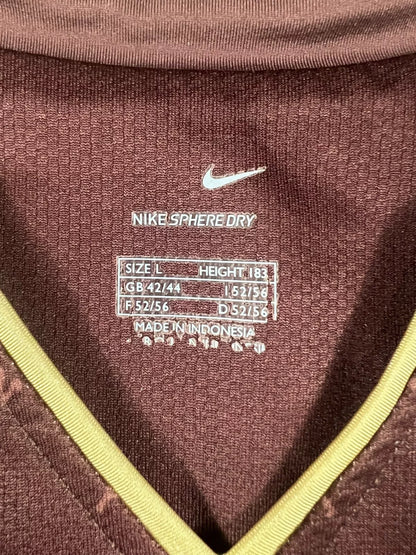 NIKE SPHERE DRY
SIZE L HEIGHT 183
GB 42/44 I 52/56
F 52/56 D 52/56
MADE IN INDONESIA